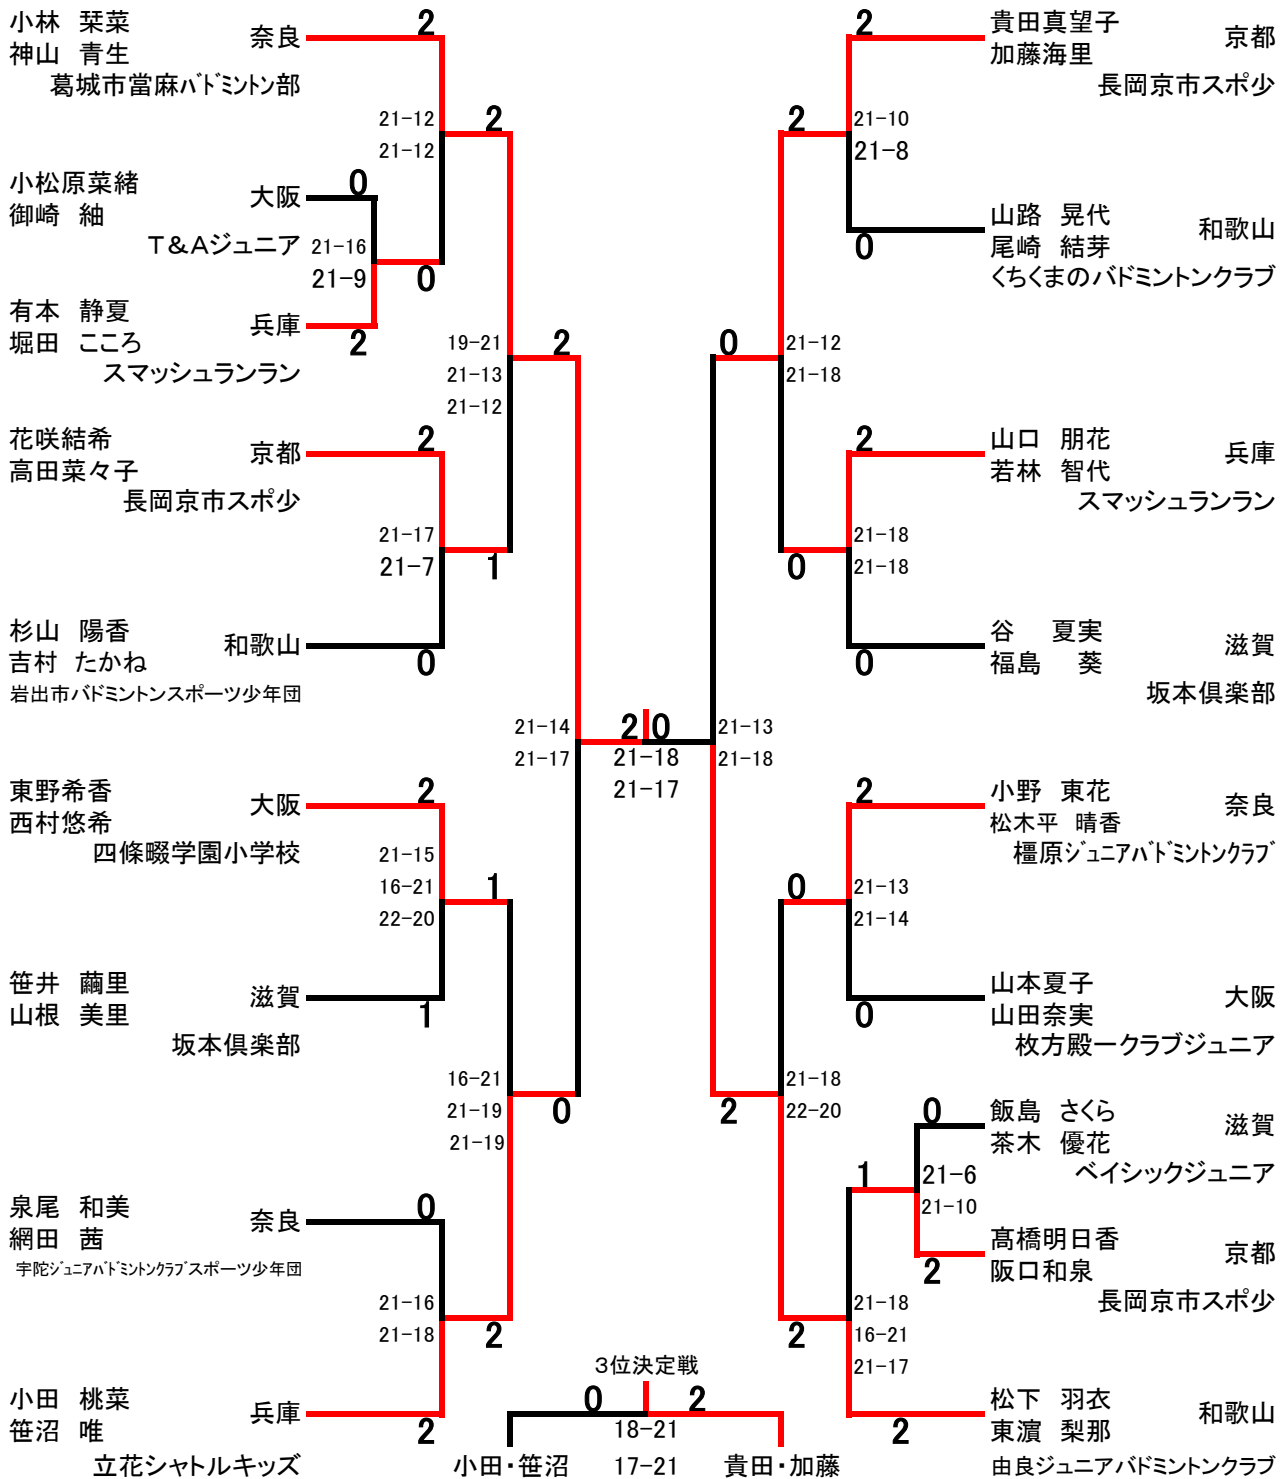 小林　栞菜
神山　青生
奈良
葛城市當麻ﾊﾞﾄﾞﾐﾝﾄﾝ部
2
21-12
21-12
2
小松原菜緒
御崎　紬
大阪
T&Aジュニア
0
21-16
21-9
0
有本　静夏
堀田　こころ
兵庫
スマッシュランラン
2
19-21
21-13
21-12
2
花咲結希
高田菜々子
京都
長岡京市スポ少
2
21-17
21-7
1
杉山　陽香
吉村　たかね
和歌山
岩出市バドミントンスポーツ少年団
0
21-14
21-17
東野希香
西村悠希
大阪
四條畷学園小学校
2
21-15
16-21
22-20
1
笹井　繭里
山根　美里
滋賀
坂本倶楽部
1
16-21
21-19
21-19
0
泉尾　和美
網田　茜
奈良
宇陀ｼﾞｭﾆｱﾊﾞﾄﾞﾐﾝﾄﾝｸﾗﾌﾞスポーツ少年団
0
21-16
21-18
2
小田　桃菜
笹沼　唯
兵庫
立花シャトルキッズ
2
2 0
21-18
21-17
貴田真望子
加藤海里
京都
長岡京市スポ少
2
21-10
21-8
2
山路　晃代
尾崎　結芽
和歌山
くちくまのバドミントンクラブ
0
0
21-12
21-18
山口　朋花
若林　智代
兵庫
スマッシュランラン
2
21-18
21-18
0
谷　夏実
福島　葵
滋賀
坂本倶楽部
0
21-13
21-18
小野　東花
松木平　晴香
奈良
橿原ｼﾞｭﾆｱﾊﾞﾄﾞﾐﾝﾄﾝｸﾗﾌﾞ
2
21-13
21-14
0
山本夏子
山田奈実
大阪
枚方殿一クラブジュニア
0
21-18
22-20
2
飯島　さくら
茶木　優花
滋賀
ベイシックジュニア
0
21-6
21-10
1
髙橋明日香
阪口和泉
京都
長岡京市スポ少
2
21-18
16-21
21-17
2
松下　羽衣
東濵　梨那
和歌山
由良ジュニアバドミントンクラブ
2
3位決定戦
0 2
18-21
17-21
小田・笹沼
貴田・加藤